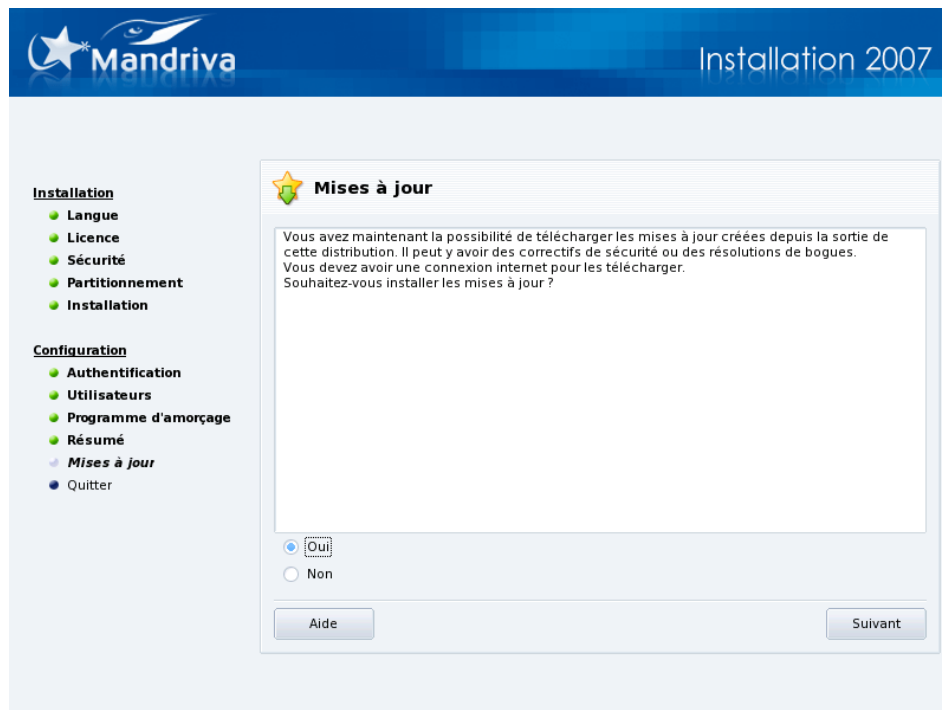 Mandriva
Installation 2007
Installation
Langue
Licence
Sécurité
Partitionnement
Installation
Configuration
Authentification
Utilisateurs
Programme d'amorçage
Résumé
Mises à jour
Quitter
Mises à jour
Vous avez maintenant la possibilité de télécharger les mises à jour créées depuis la sortie de
cette distribution. Il peut y avoir des correctifs de sécurité ou des résolutions de bogues.
Vous devez avoir une connexion internet pour les télécharger.
Souhaitez-vous installer les mises à jour ?
Oui
Non
Aide
Suivant